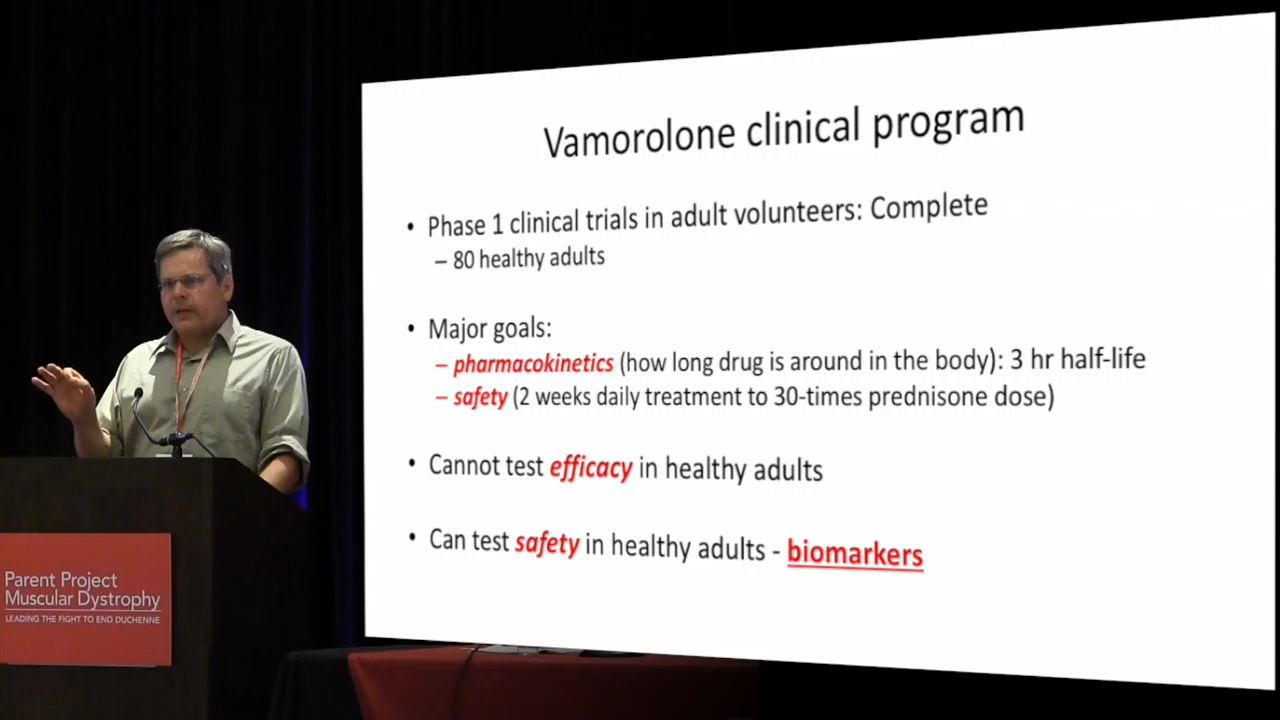 Vamorolone clinical program
• Phase 1 clinical trials in adult volunteers: Complete
– 80 healthy adults
• Major goals:
– pharmacokinetics (how long drug is around in the body): 3 hr half-life
– safety (2 weeks daily treatment to 30-times prednisone dose)
• Cannot test efficacy in healthy adults
• Can test safety in healthy adults - biomarkers
Parent Project
Muscular Dystrophy
LEADING THE FIGHT TO END DUCHENNE